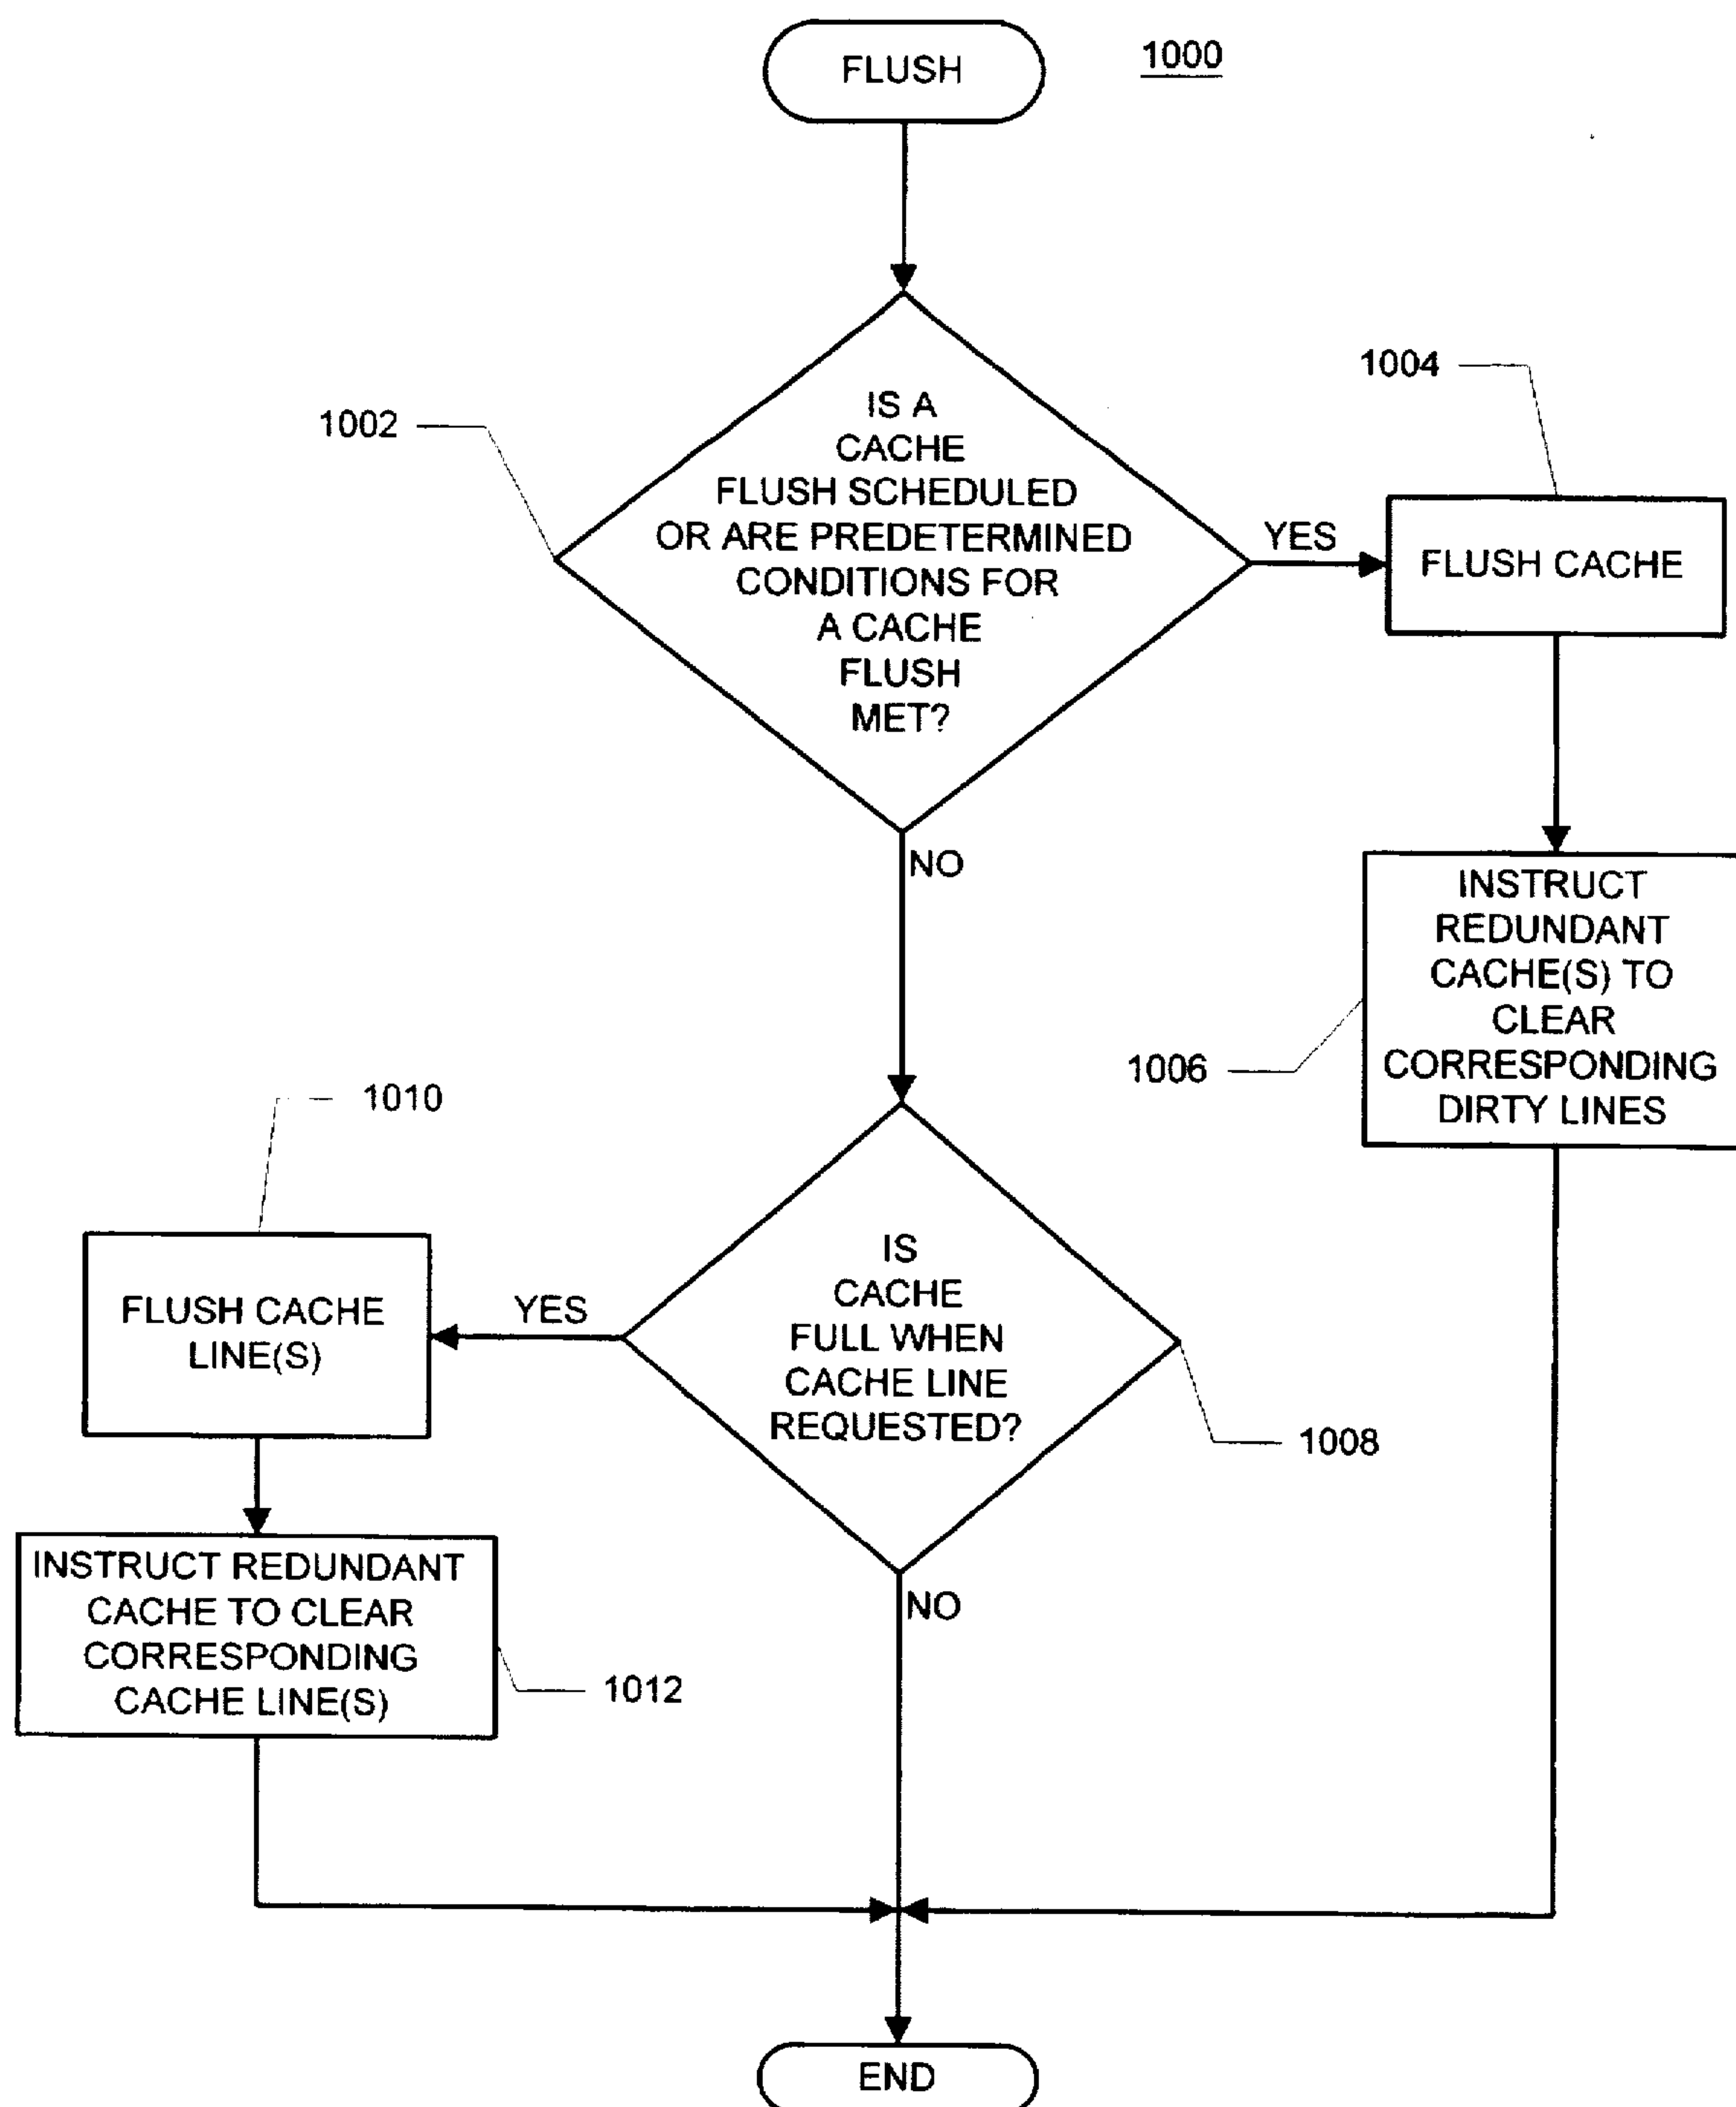 FLUSH
1000
1002
IS A
CACHE
FLUSH SCHEDULED
OR ARE PREDETERMINED
CONDITIONS FOR
A CACHE
FLUSH
MET?
YES
1004
FLUSH CACHE
NO
INSTRUCT
REDUNDANT
CACHE(S) TO
CLEAR
CORRESPONDING
DIRTY LINES
1006
1010
FLUSH CACHE
LINE(S)
YES
IS
CACHE
FULL WHEN
CACHE LINE
REQUESTED?
1008
INSTRUCT REDUNDANT
CACHE TO CLEAR
CORRESPONDING
CACHE LINE(S)
1012
NO
END